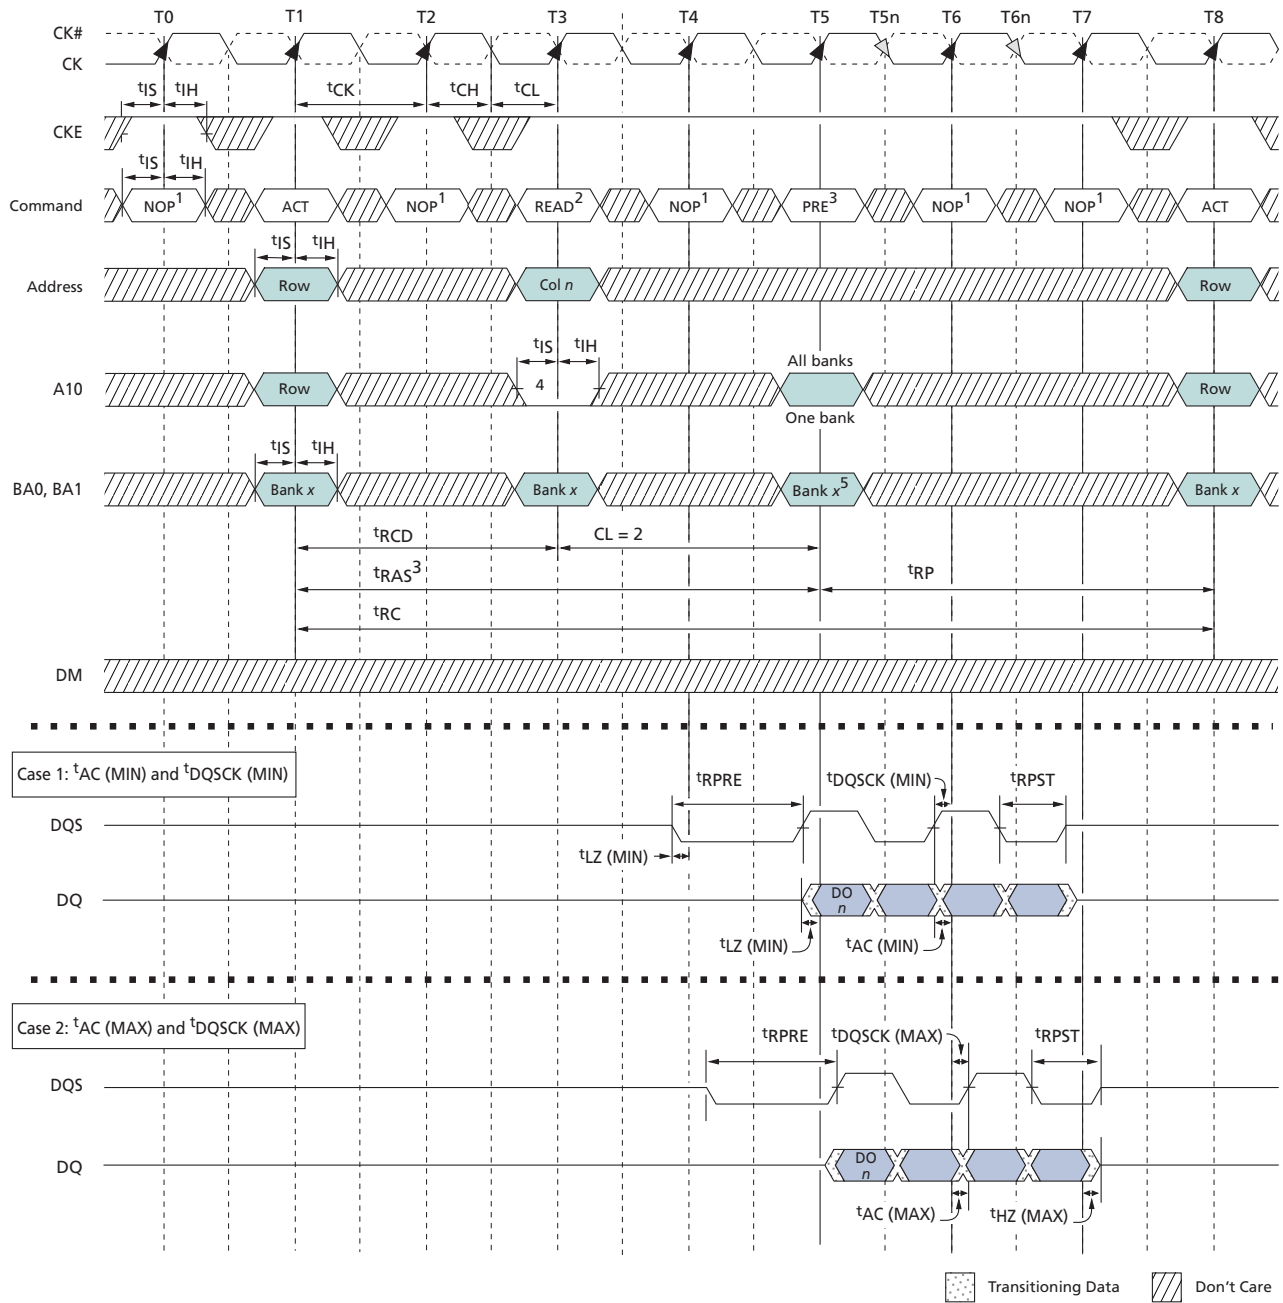 T0 T1 T2 T3 T4 T5 T5n T6 T6n T7 T8
CK#
CK
tIS tIH tCK tCH tCL
CKE
tIS tIH
Command NOP1 ACT NOP1 READ2 NOP1 PRE3 NOP1 NOP1 ACT
tIS tIH
Address Row Col n Row
tIS tIH
All banks
A10 Row 4 Row
One bank
tIS tIH
BA0, BA1 Bank x Bank x Bank x5 Bank x
tRCD CL = 2
tRAS3 tRP
tRC
DM
Case 1: tAC (MIN) and tDQSCK (MIN)
tRPRE tDQSCK (MIN) tRPST
DQS
tLZ (MIN)
DQ DO
n
tLZ (MIN) tAC (MIN)
Case 2: tAC (MAX) and tDQSCK (MAX)
tRPRE tDQSCK (MAX) tRPST
DQS
DQ DO
n
tAC (MAX) tHZ (MAX)
Transitioning Data Don't Care